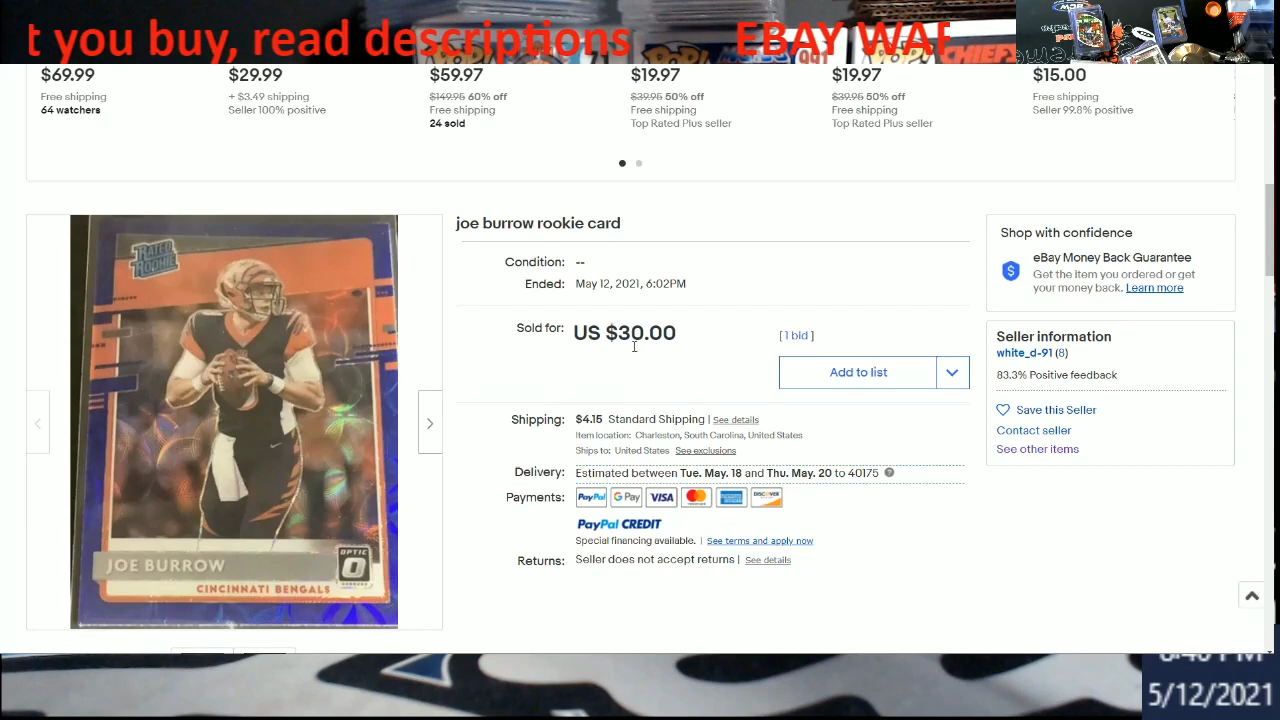 t you buy, read descriptions EBAY WAF
$69.99 $29.99 $59.97 $19.97 $19.97 $15.00
Free shipping + $3.49 shipping $149.95 60% off $39.95 50% off $39.95 50% off Free shipping
64 watchers Seller 100% positive Free shipping Free shipping Free shipping Seller 99.8% positive
24 sold Top Rated Plus seller Top Rated Plus seller
joe burrow rookie card
Condition: --
Ended: May 12, 2021, 6:02PM
Sold for: US $30.00 [ 1 bid ]
Add to list
Shipping: $4.15 Standard Shipping | See details
Item location: Charleston, South Carolina, United States
Ships to: United States See exclusions
Delivery: Estimated between Tue. May. 18 and Thu. May. 20 to 40175
Payments: PayPal G Pay VISA DISCOVER
PayPal CREDIT
Special financing available. | See terms and apply now
Returns: Seller does not accept returns | See details
Shop with confidence
eBay Money Back Guarantee
Get the item you ordered or get
your money back. Learn more
Seller information
white_d-91 (8)
83.3% Positive feedback
Save this Seller
Contact seller
See other items
RATED
ROOKIE
JOE BURROW
OPTIC
CINCINNATI BENGALS
CHIEFS
5/12/2021